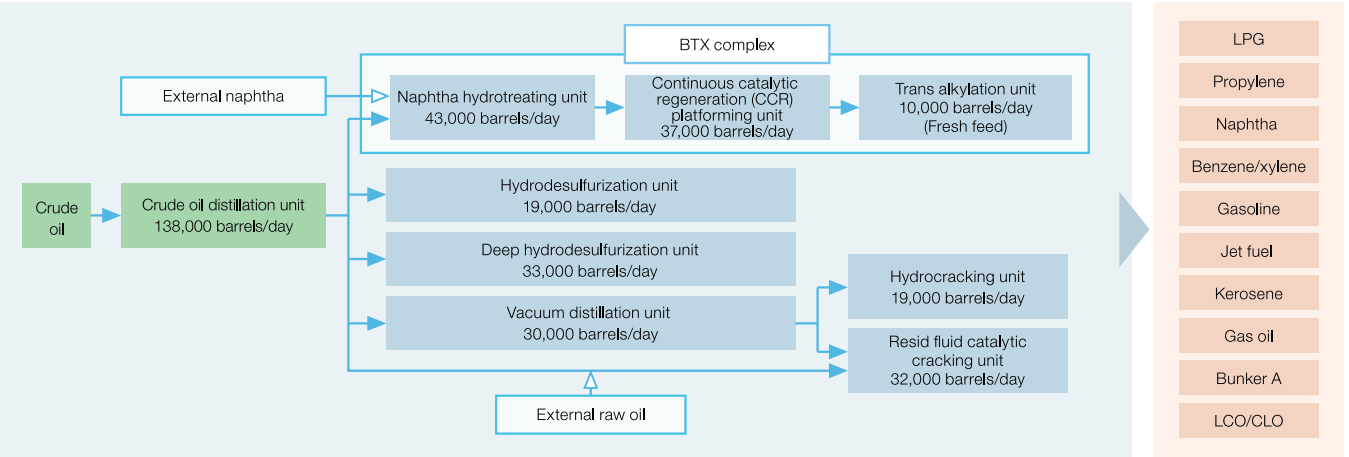 BTX complex
External naphtha
Naphtha hydrotreating unit
43,000 barrels/day
Continuous catalytic
regeneration (CCR)
platforming unit
37,000 barrels/day
Trans alkylation unit
10,000 barrels/day
(Fresh feed)
Crude
oil
Crude oil distillation unit
138,000 barrels/day
Hydrodesulfurization unit
19,000 barrels/day
Deep hydrodesulfurization unit
33,000 barrels/day
Vacuum distillation unit
30,000 barrels/day
Hydrocracking unit
19,000 barrels/day
Resid fluid catalytic
cracking unit
32,000 barrels/day
External raw oil
LPG
Propylene
Naphtha
Benzene/xylene
Gasoline
Jet fuel
Kerosene
Gas oil
Bunker A
LCO/CLO